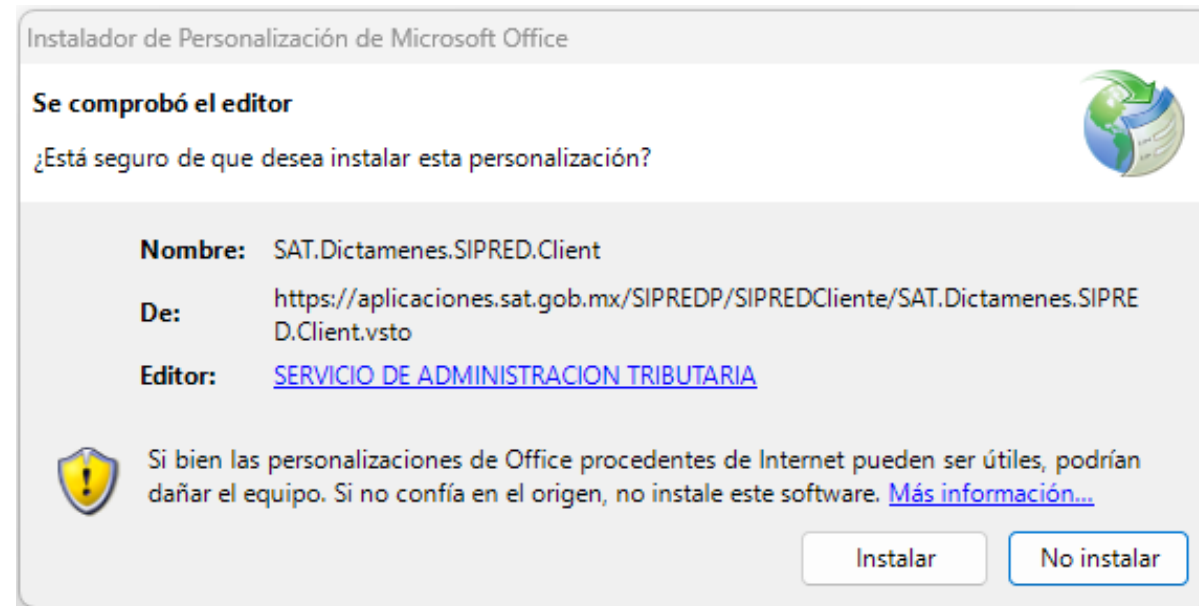 Instalador de Personalización de Microsoft Office
Se comprobó el editor
¿Está seguro de que desea instalar esta personalización?
Nombre: SAT.Dictamenes.SIPRED.Client
De: https://aplicaciones.sat.gob.mx/SIPREDP/SIPREDCliente/SAT.Dictamenes.SIPRE
D.Client.vsto
Editor: SERVICIO DE ADMINISTRACION TRIBUTARIA
Si bien las personalizaciones de Office procedentes de Internet pueden ser útiles, podrían
dañar el equipo. Si no confía en el origen, no instale este software. Más información...
Instalar No instalar